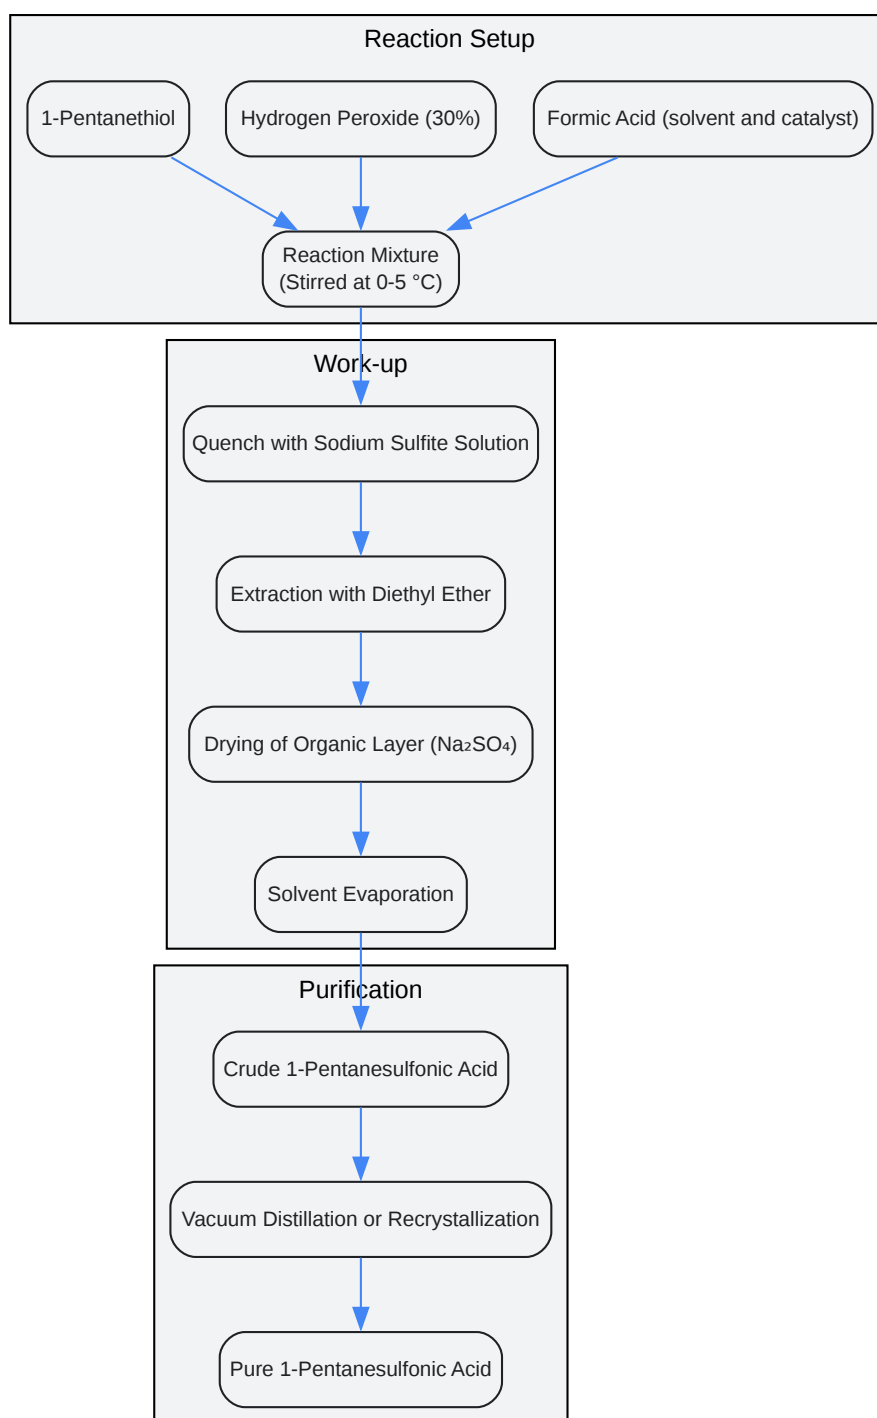 Reaction Setup
1-Pentanethiol
Hydrogen Peroxide (30%)
Formic Acid (solvent and catalyst)
Reaction Mixture
(Stirred at 0-5 °C)
Work-up
Quench with Sodium Sulfite Solution
Extraction with Diethyl Ether
Drying of Organic Layer (Na₂SO₄)
Solvent Evaporation
Purification
Crude 1-Pentanesulfonic Acid
Vacuum Distillation or Recrystallization
Pure 1-Pentanesulfonic Acid